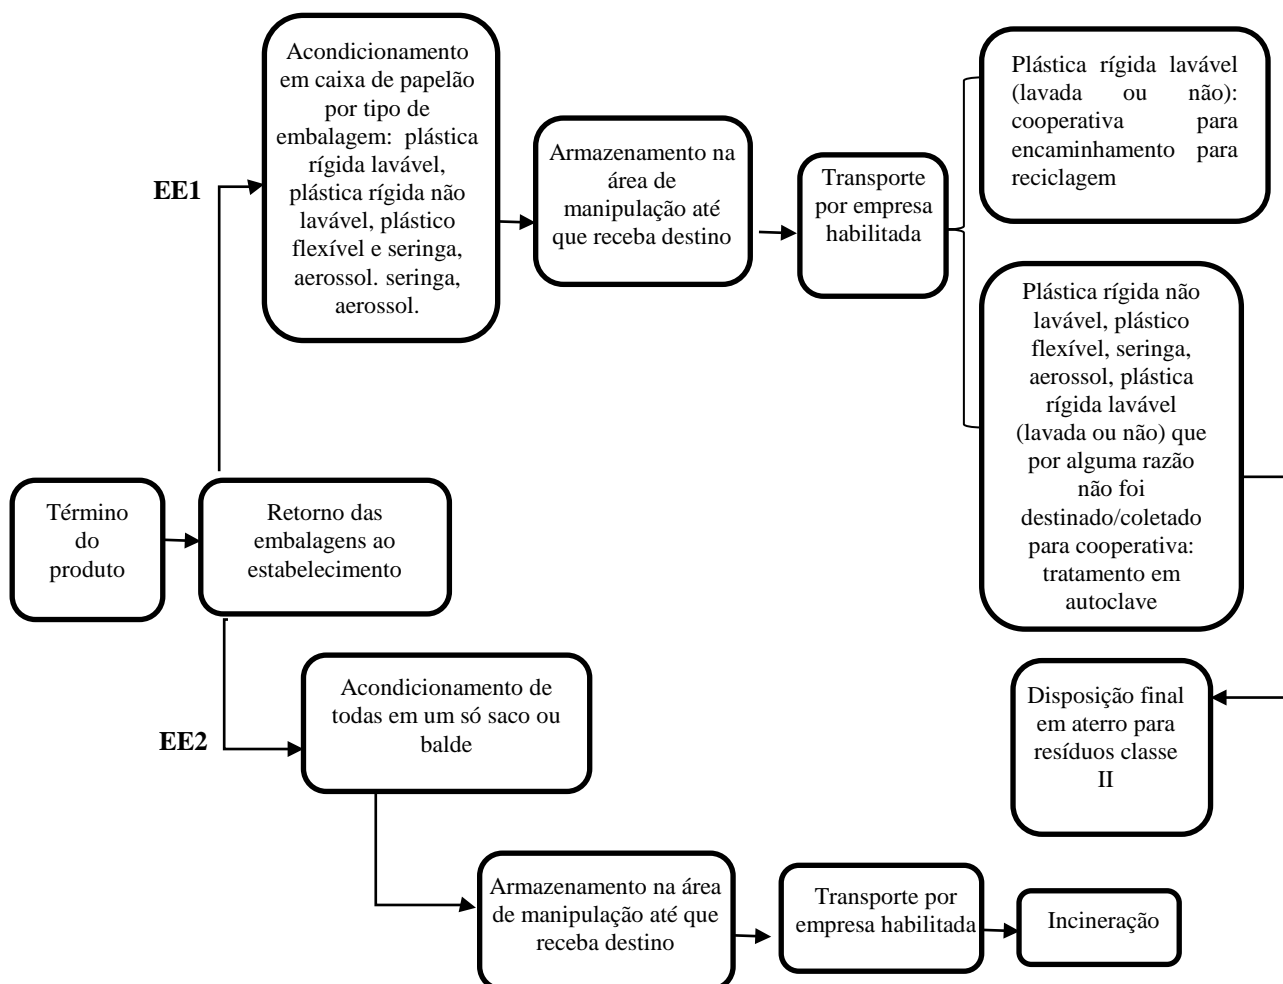 Acondicionamento
em caixa de papelão
por tipo de
embalagem: plástica
rígida lavável,
plástica rígida não
lavável, plástico
flexível e seringa,
aerossol. seringa,
aerossol.
EE1
Armazenamento na
área de
manipulação até
que receba destino
Transporte
por empresa
habilitada
Plástica rígida lavável
(lavada ou não):
cooperativa para
encaminhamento para
reciclagem
Plástica rígida não
lavável, plástico
flexível, seringa,
aerossol, plástica
rígida lavável
(lavada ou não) que
por alguma razão
não foi
destinado/coletado
para cooperativa:
tratamento em
autoclave
Término
do
produto
Retorno das
embalagens ao
estabelecimento
Disposição final
em aterro para
resíduos classe
II
EE2
Acondicionamento de
todas em um só saco ou
balde
Armazenamento na área
de manipulação até que
receba destino
Transporte por
empresa habilitada
Incineração